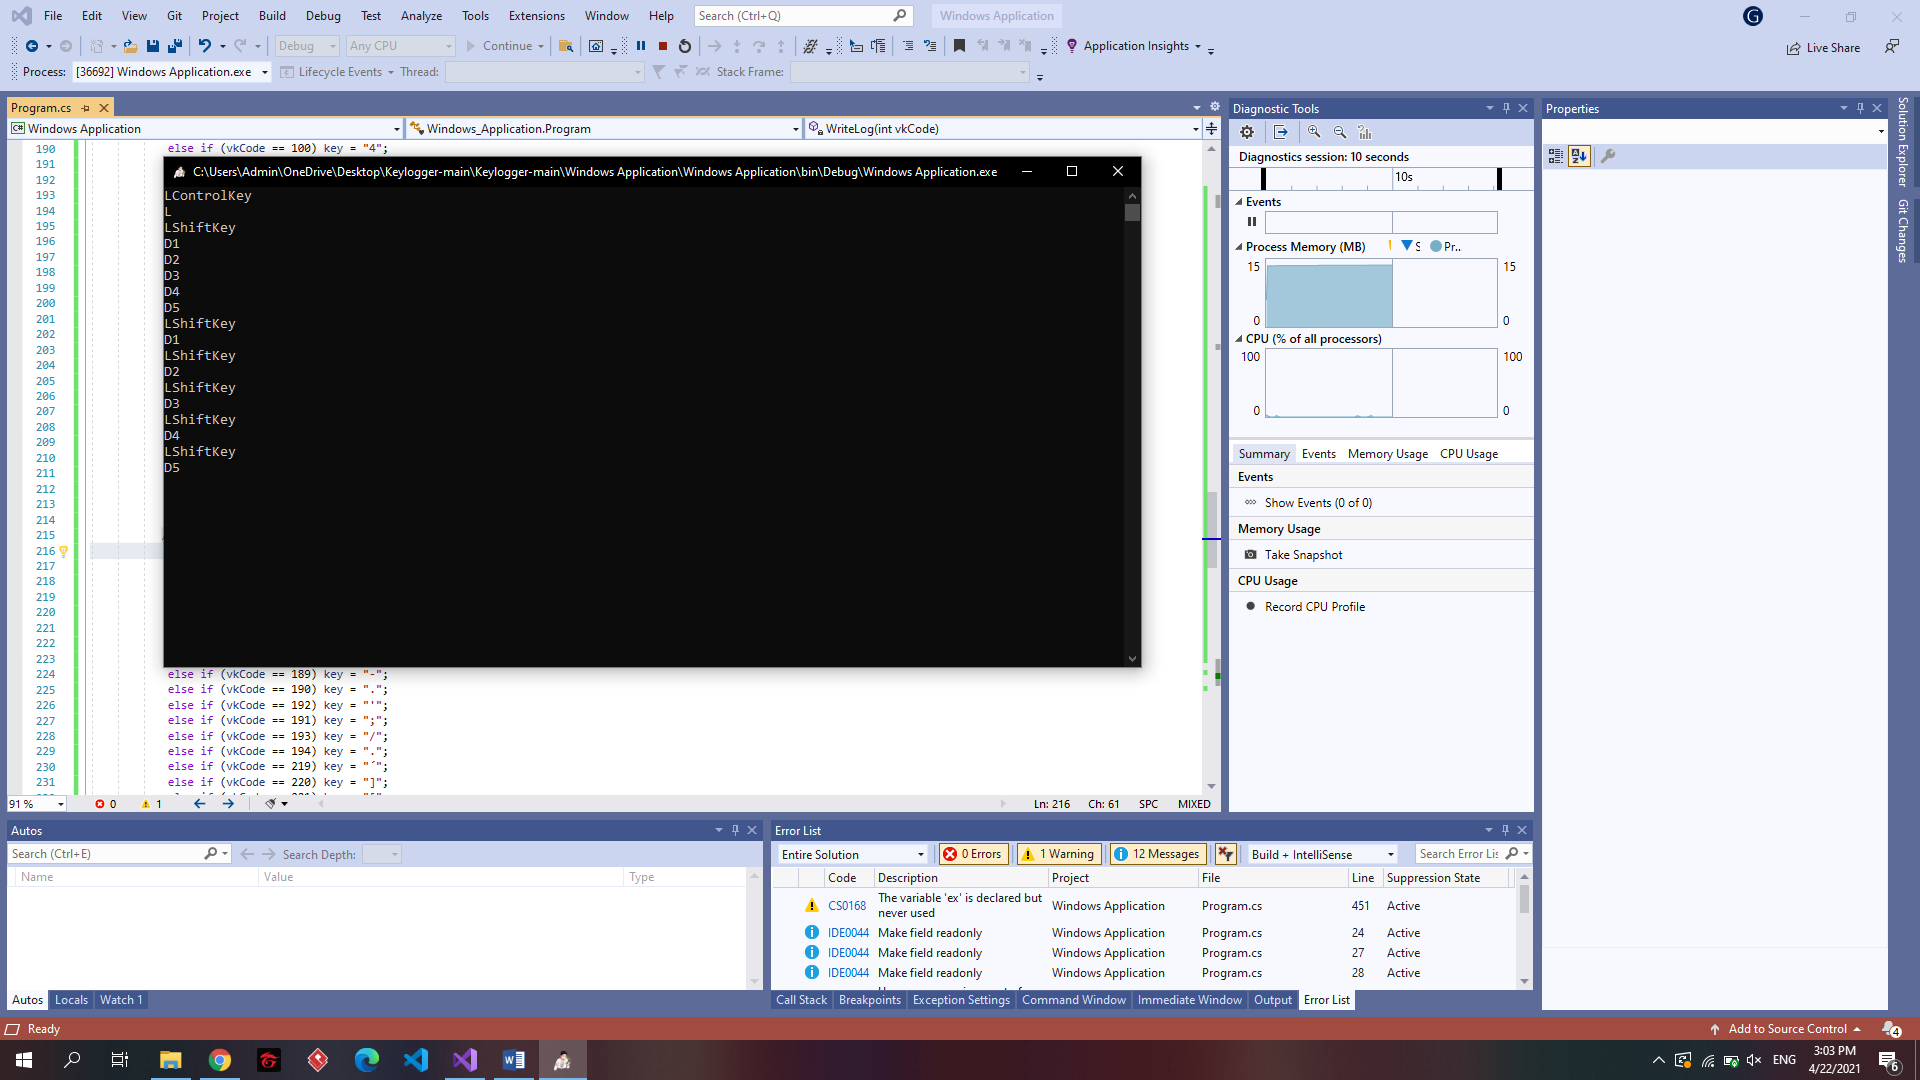 File Edit View Git Project Build Debug Test Analyze Tools Extensions Window Help Search (Ctrl+Q) Windows Application G
Debug Any CPU Continue Application Insights Live Share
Process: [36692] Windows Application.exe Lifecycle Events Thread: Stack Frame:
Program.cs
C# Windows Application Windows_Application.Program WriteLog(int vkCode)
190 else if (vkCode == 100) key = "4";
191
192
193
194
195
196
197
198
199
200
201
202
203
204
205
206
207
208
209
210
211
212
213
214
215
216
217
218
219
220
221
222
223
224 else if (vkCode == 189) key = "-";
225 else if (vkCode == 190) key = ".";
226 else if (vkCode == 192) key = "'";
227 else if (vkCode == 191) key = ";";
228 else if (vkCode == 193) key = "/";
229 else if (vkCode == 194) key = ".";
230 else if (vkCode == 219) key = "´";
231 else if (vkCode == 220) key = "]";
C:\Users\Admin\OneDrive\Desktop\Keylogger-main\Keylogger-main\Windows Application\Windows Application\bin\Debug\Windows Application.exe
LControlKey
L
LShiftKey
D1
D2
D3
D4
D5
LShiftKey
D1
LShiftKey
D2
LShiftKey
D3
LShiftKey
D4
LShiftKey
D5
91 % 0 1 Ln: 216 Ch: 61 SPC MIXED
Diagnostic Tools
Diagnostics session: 10 seconds
10s
Events
Process Memory (MB) S Pr..
15 15
0 0
CPU (% of all processors)
100 100
0 0
Summary Events Memory Usage CPU Usage
Events
Show Events (0 of 0)
Memory Usage
Take Snapshot
CPU Usage
Record CPU Profile
Properties
Solution Explorer
Git Changes
Autos
Search (Ctrl+E) Search Depth:
Name Value Type
Autos Locals Watch 1
Error List
Entire Solution 0 Errors 1 Warning 12 Messages Build + IntelliSense Search Error Lis
Code Description Project File Line Suppression State
CS0168 The variable 'ex' is declared but never used Windows Application Program.cs 451 Active
IDE0044 Make field readonly Windows Application Program.cs 24 Active
IDE0044 Make field readonly Windows Application Program.cs 27 Active
IDE0044 Make field readonly Windows Application Program.cs 28 Active
Call Stack Breakpoints Exception Settings Command Window Immediate Window Output Error List
Ready Add to Source Control 4
ENG 3:03 PM
4/22/2021 6